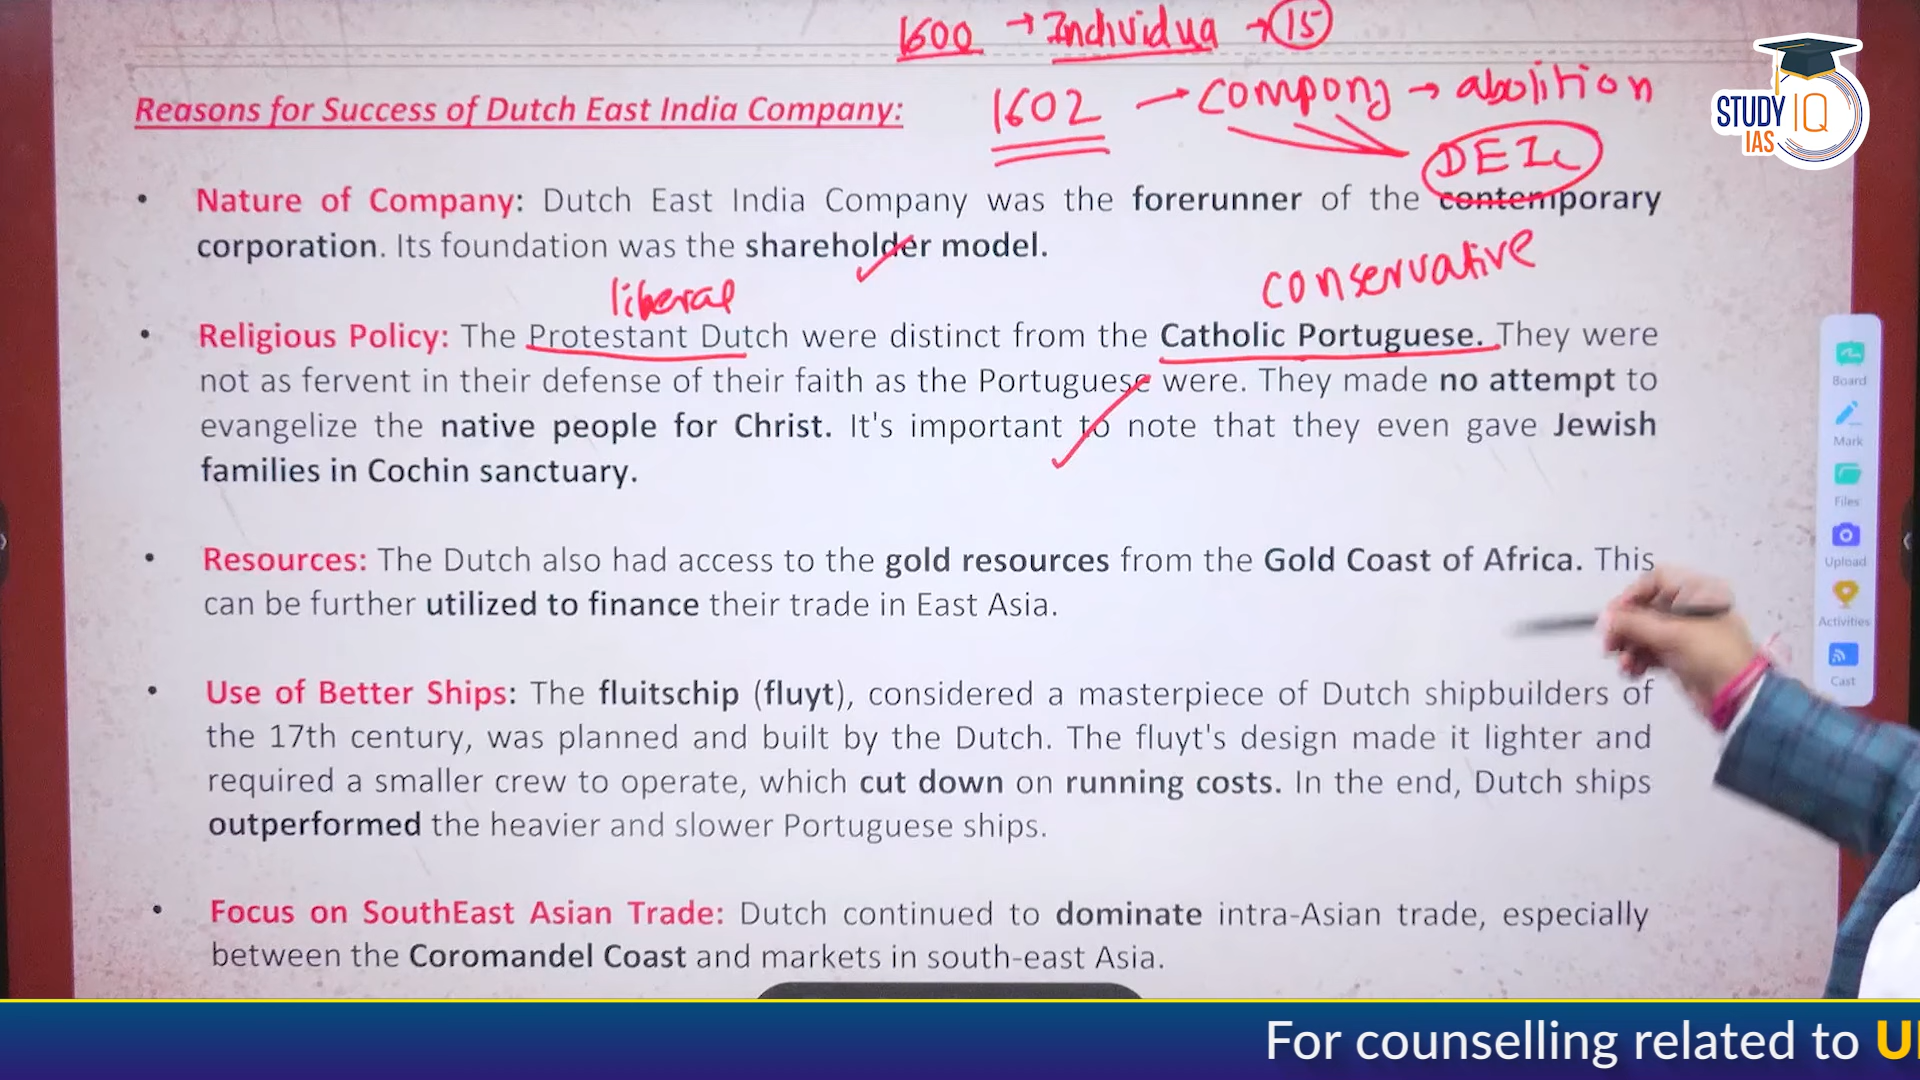 1600 → Individua → 15
1602 → Compony → abolition
DEIC
STUDY IQ
IAS
Reasons for Success of Dutch East India Company:
• Nature of Company: Dutch East India Company was the forerunner of the contemporary
corporation. Its foundation was the shareholder model.
liberal
conservative
• Religious Policy: The Protestant Dutch were distinct from the Catholic Portuguese. They were
not as fervent in their defense of their faith as the Portuguese were. They made no attempt to
evangelize the native people for Christ. It's important to note that they even gave Jewish
families in Cochin sanctuary.
• Resources: The Dutch also had access to the gold resources from the Gold Coast of Africa. This
can be further utilized to finance their trade in East Asia.
• Use of Better Ships: The fluitschip (fluyt), considered a masterpiece of Dutch shipbuilders of
the 17th century, was planned and built by the Dutch. The fluyt's design made it lighter and
required a smaller crew to operate, which cut down on running costs. In the end, Dutch ships
outperformed the heavier and slower Portuguese ships.
• Focus on SouthEast Asian Trade: Dutch continued to dominate intra-Asian trade, especially
between the Coromandel Coast and markets in south-east Asia.
Board
Mark
Files
Upload
Activities
Cast
For counselling related to U